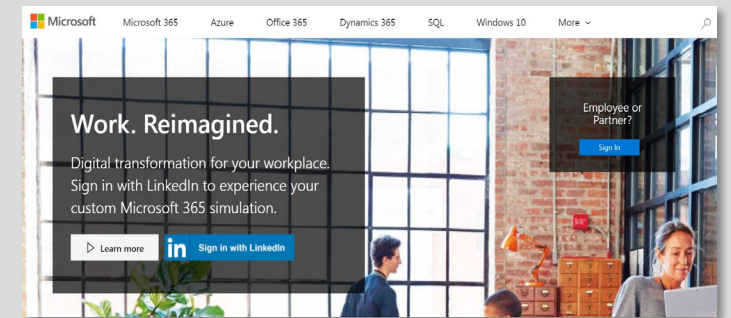 Microsoft Microsoft 365 Azure Office 365 Dynamics 365 SQL Windows 10 More
Work. Reimagined.
Digital transformation for your workplace.
Sign in with LinkedIn to experience your
custom Microsoft 365 simulation.
Learn more in Sign in with LinkedIn
Employee or
Partner?
Sign In